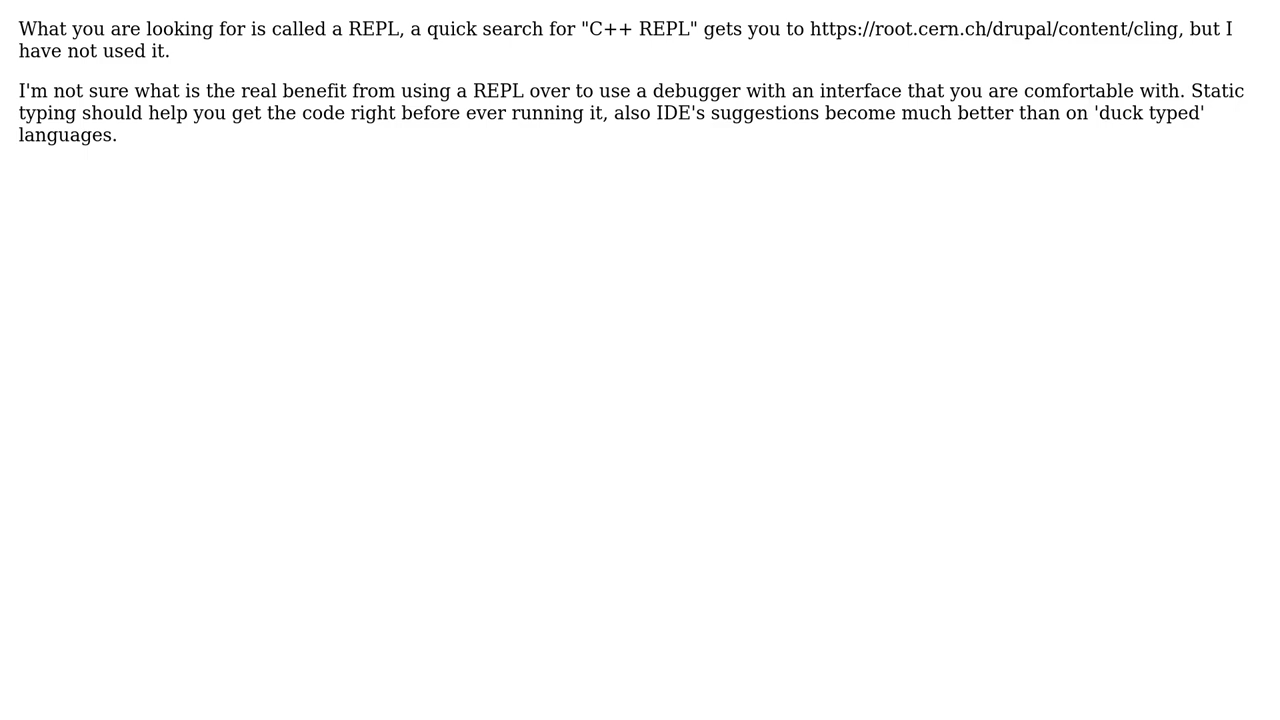 What you are looking for is called a REPL, a quick search for "C++ REPL" gets you to https://root.cern.ch/drupal/content/cling, but I
have not used it.
I'm not sure what is the real benefit from using a REPL over to use a debugger with an interface that you are comfortable with. Static
typing should help you get the code right before ever running it, also IDE's suggestions become much better than on 'duck typed'
languages.